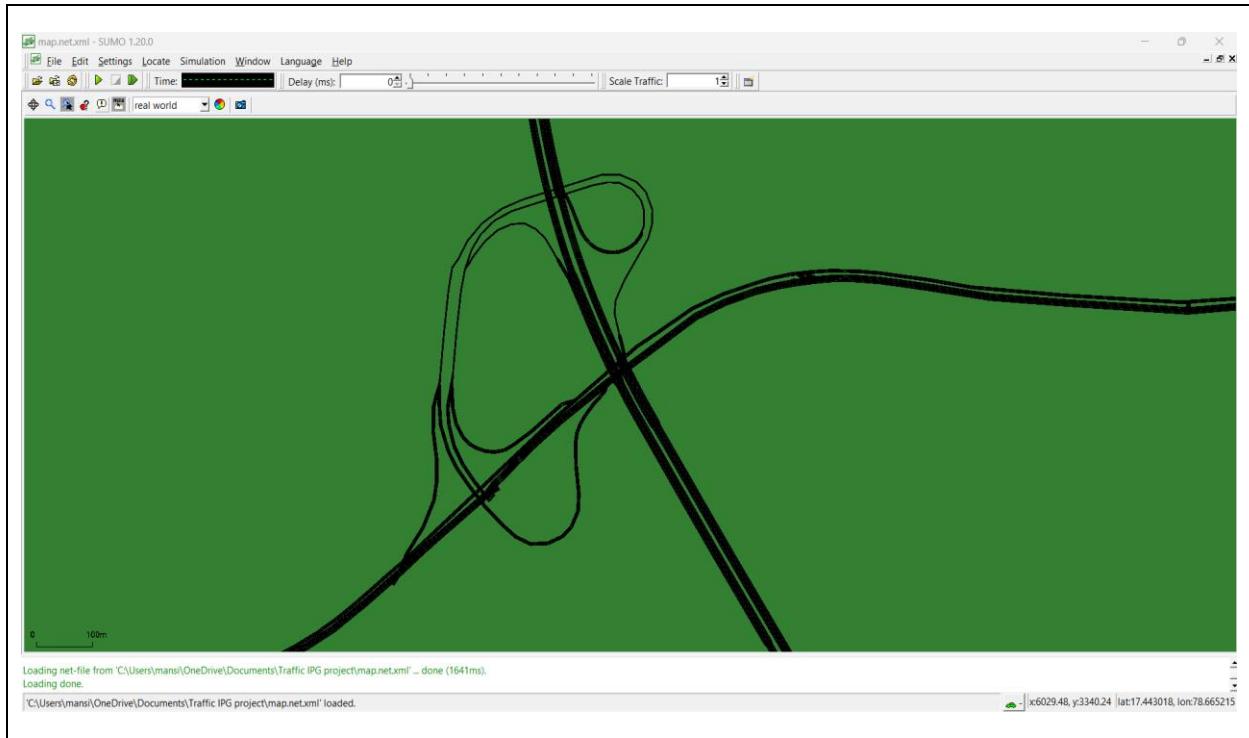 map.net.xml - SUMO 1.20.0
File Edit Settings Locate Simulation Window Language Help
Time: Delay (ms): 0 Scale Traffic: 1
real world
0 100m
Loading net-file from 'C:\Users\mansi\OneDrive\Documents\Traffic IPG project\map.net.xml' ... done (1641ms).
Loading done.
'C:\Users\mansi\OneDrive\Documents\Traffic IPG project\map.net.xml' loaded. x:6029.48, y:3340.24 lat:17.443018, lon:78.665215